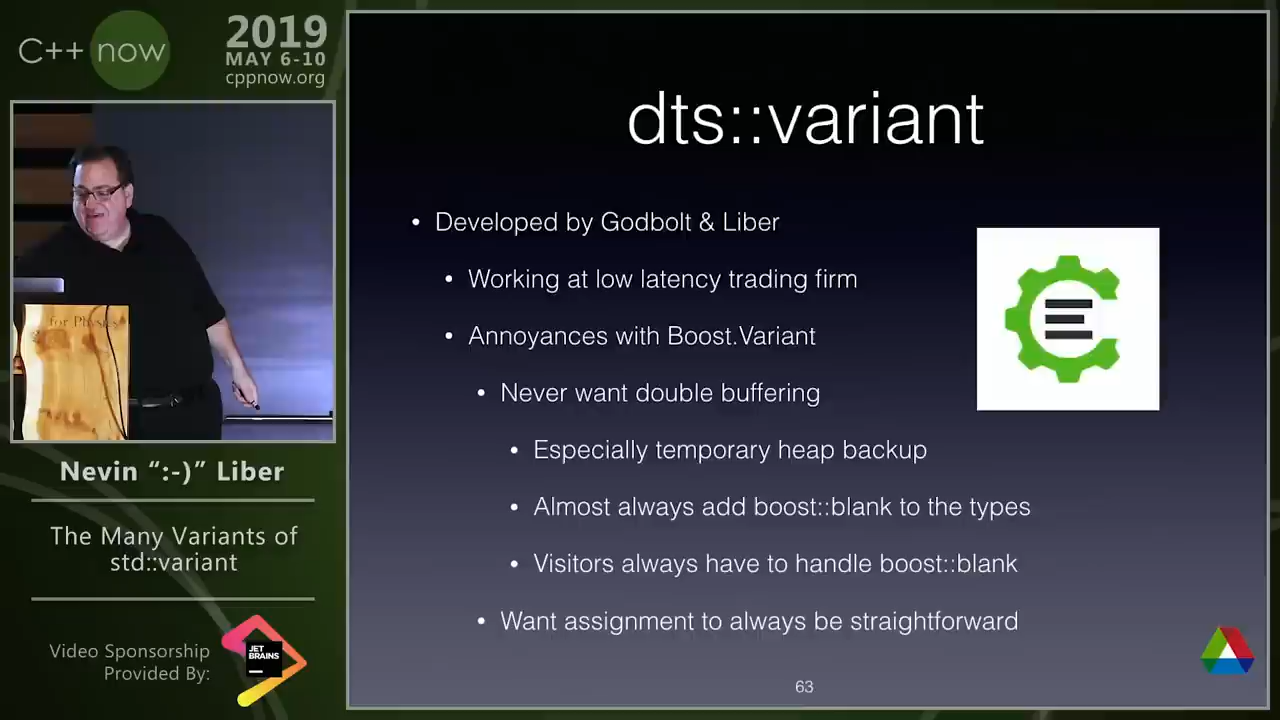 C++ now
2019
MAY 6-10
cppnow.org
for Physics
Nevin “:-)” Liber
The Many Variants of
std::variant
Video Sponsorship
Provided By:
JET
BRAINS
dts::variant
• Developed by Godbolt & Liber
• Working at low latency trading firm
• Annoyances with Boost.Variant
• Never want double buffering
• Especially temporary heap backup
• Almost always add boost::blank to the types
• Visitors always have to handle boost::blank
• Want assignment to always be straightforward
63